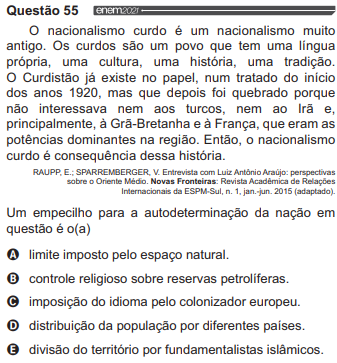 Questão 55 enem2021
O nacionalismo curdo é um nacionalismo muito
antigo. Os curdos são um povo que tem uma língua
própria, uma cultura, uma história, uma tradição.
O Curdistão já existe no papel, num tratado do início
dos anos 1920, mas que depois foi quebrado porque
não interessava nem aos turcos, nem ao Irã e,
principalmente, à Grã-Bretanha e à França, que eram as
potências dominantes na região. Então, o nacionalismo
curdo é consequência dessa história.
RAUPP, E.; SPARREMBERGER, V. Entrevista com Luiz Antônio Araújo: perspectivas
sobre o Oriente Médio. Novas Fronteiras: Revista Acadêmica de Relações
Internacionais da ESPM-Sul, n. 1, jan.-jun. 2015 (adaptado).
Um empecilho para a autodeterminação da nação em
questão é o(a)
A limite imposto pelo espaço natural.
B controle religioso sobre reservas petrolíferas.
C imposição do idioma pelo colonizador europeu.
D distribuição da população por diferentes países.
E divisão do território por fundamentalistas islâmicos.